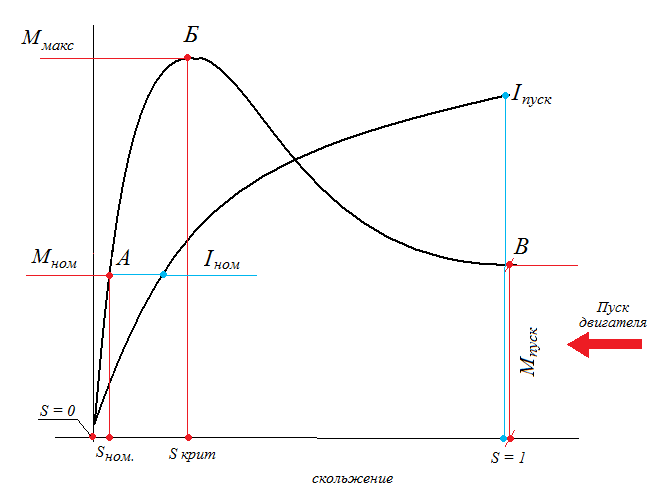 М макс
Б
I пуск
М ном
А
I ном
В
Пуск
двигателя
М пуск
S = 0
S ном.
S крит
S = 1
скольжение